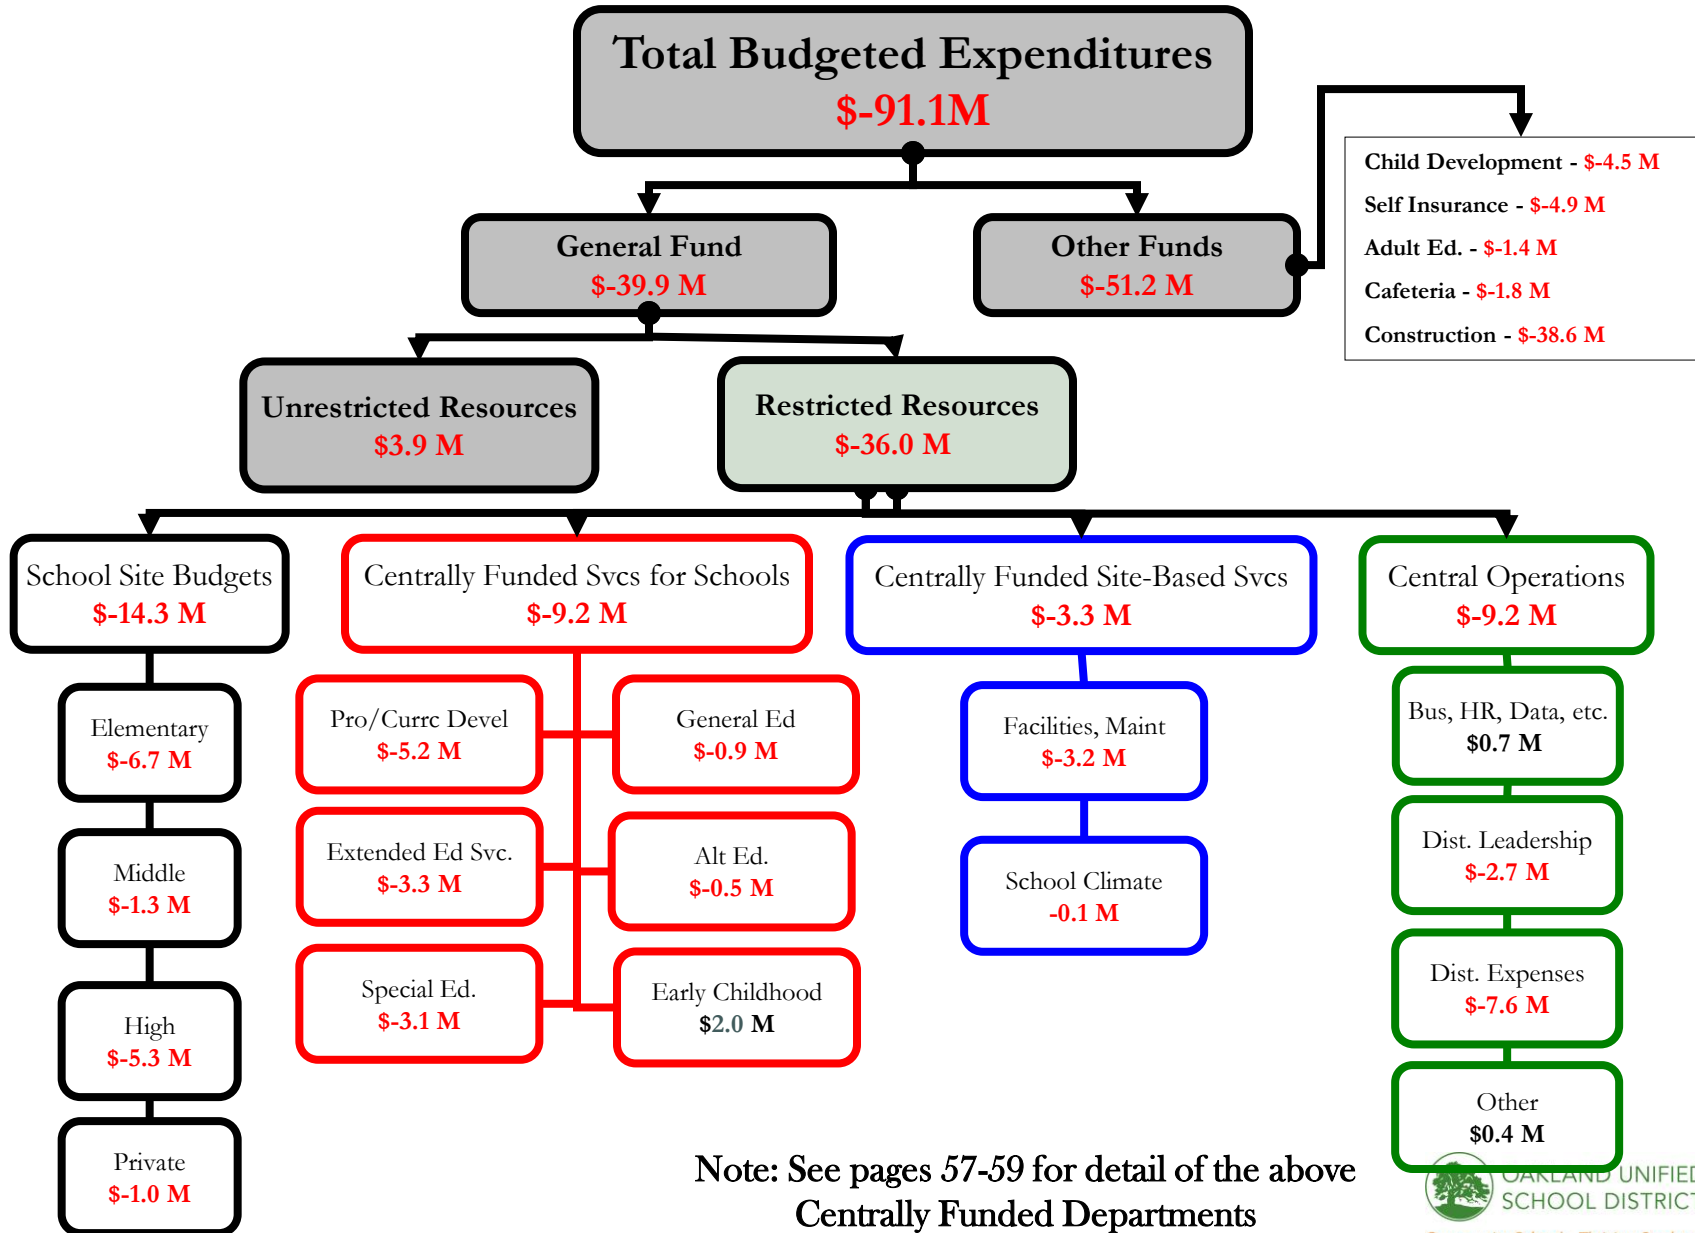 Total Budgeted Expenditures
$-91.1M
Child Development - $-4.5 M
Self Insurance - $-4.9 M
Adult Ed. - $-1.4 M
Cafeteria - $-1.8 M
Construction - $-38.6 M
General Fund
$-39.9 M
Other Funds
$-51.2 M
Unrestricted Resources
$3.9 M
Restricted Resources
$-36.0 M
School Site Budgets
$-14.3 M
Centrally Funded Svcs for Schools
$-9.2 M
Centrally Funded Site-Based Svcs
$-3.3 M
Central Operations
$-9.2 M
Elementary
$-6.7 M
Middle
$-1.3 M
High
$-5.3 M
Private
$-1.0 M
Pro/Currc Devel
$-5.2 M
General Ed
$-0.9 M
Extended Ed Svc.
$-3.3 M
Alt Ed.
$-0.5 M
Special Ed.
$-3.1 M
Early Childhood
$2.0 M
Facilities, Maint
$-3.2 M
School Climate
-0.1 M
Bus, HR, Data, etc.
$0.7 M
Dist. Leadership
$-2.7 M
Dist. Expenses
$-7.6 M
Other
$0.4 M
Note: See pages 57-59 for detail of the above
Centrally Funded Departments
OAKLAND UNIFIED
SCHOOL DISTRICT